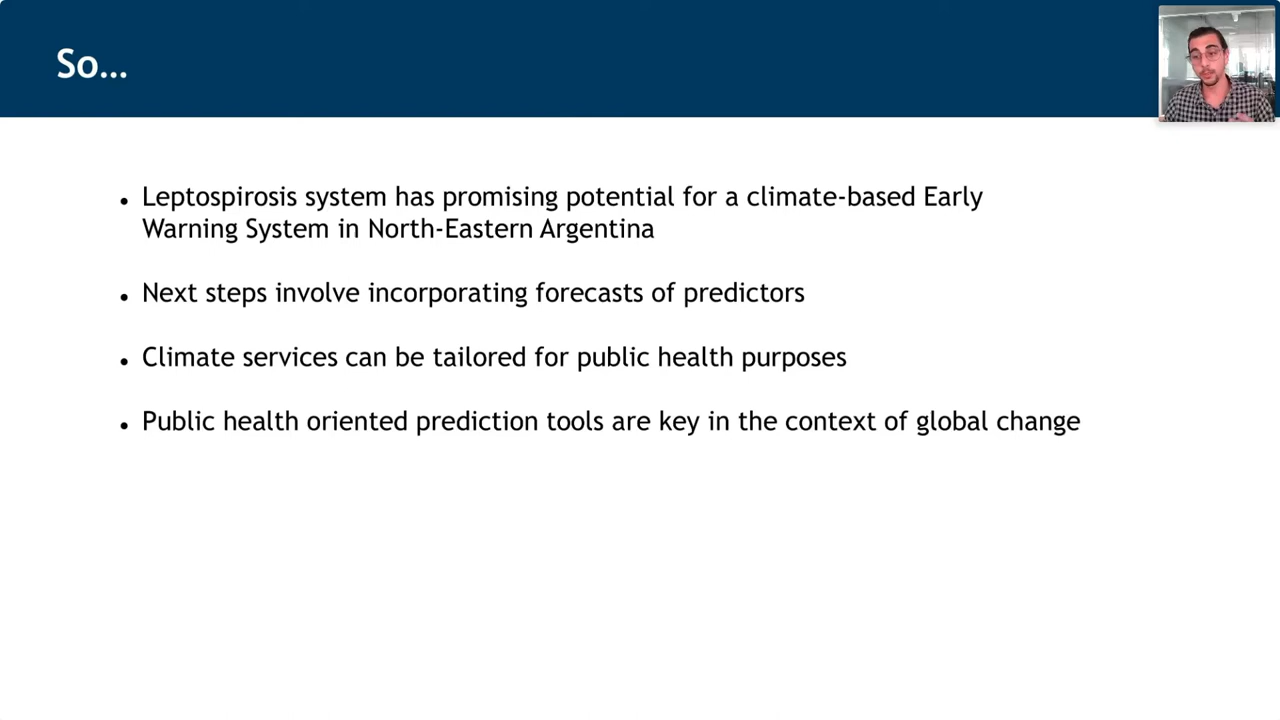 So...
• Leptospirosis system has promising potential for a climate-based Early
Warning System in North-Eastern Argentina
• Next steps involve incorporating forecasts of predictors
• Climate services can be tailored for public health purposes
• Public health oriented prediction tools are key in the context of global change